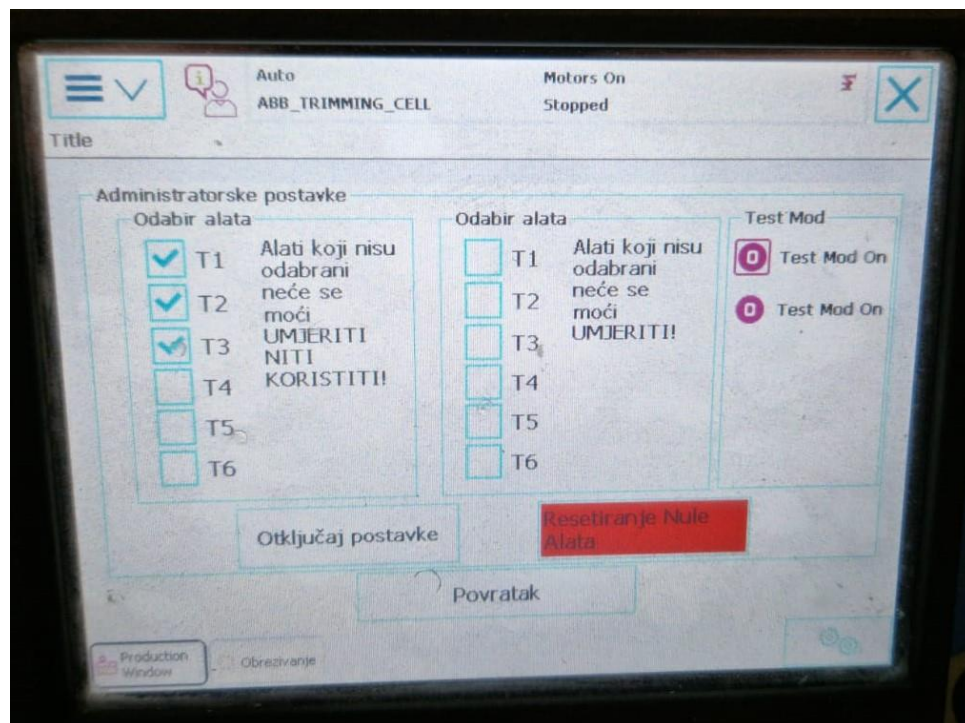 Auto
Motors On
ABB_TRIMMING_CELL
Stopped
Title
Administratorske postavke
Odabir alata
T1
T2
T3
T4
T5
T6
Alati koji nisu
odabrani
neće se
moći
UMJERITI
NITI
KORISTITI!
Odabir alata
T1
T2
T3
T4
T5
T6
Alati koji nisu
odabrani
neće se
moći
UMJERITI!
Test Mod
Test Mod On
Test Mod On
Otključaj postavke
Resetiranje Nule
Alata
Povratak
Production
Window
Obrezivanje